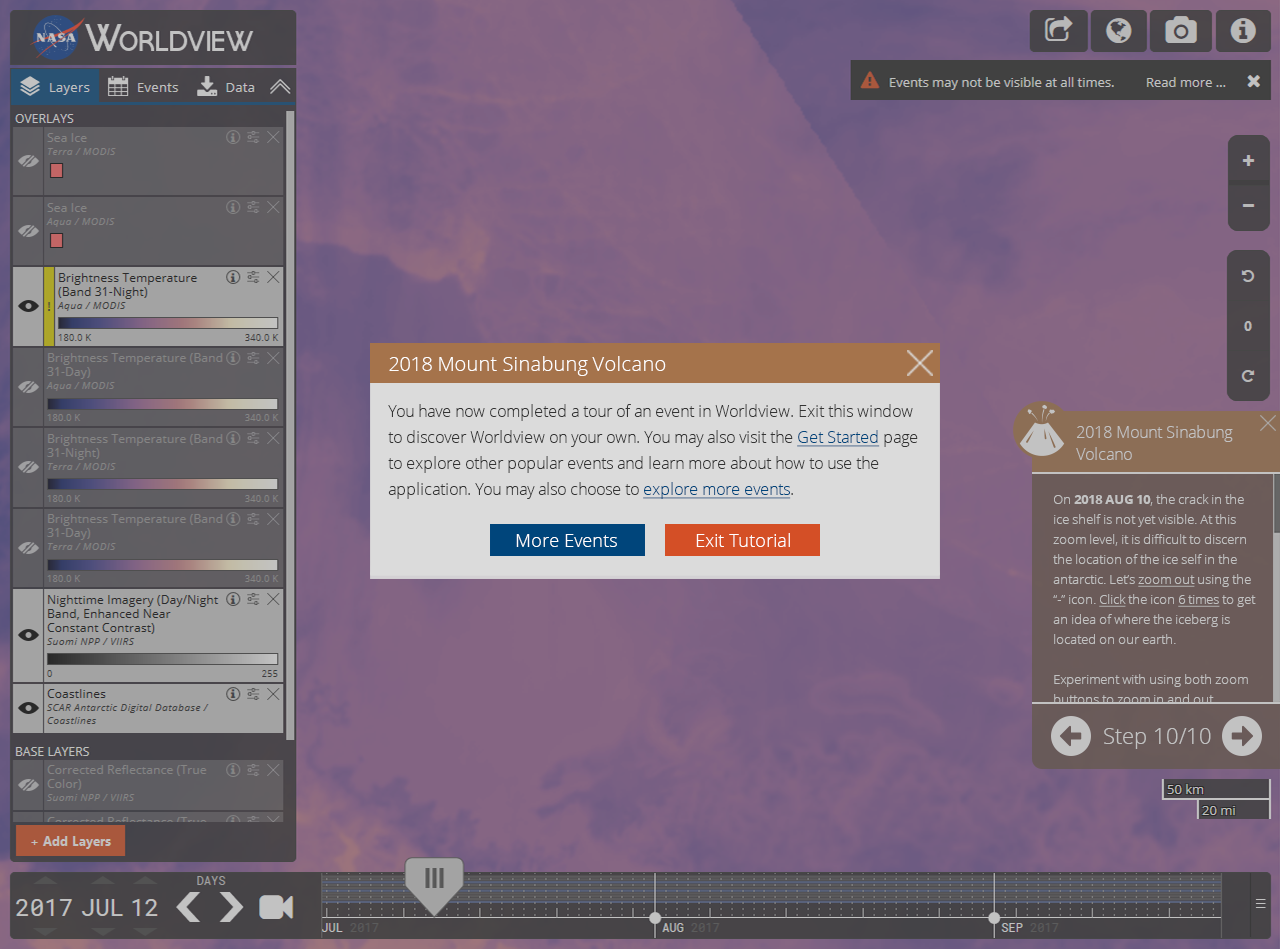 NASA WORLDVIEW
Layers Events Data
OVERLAYS
Sea Ice
Terra / MODIS
Sea Ice
Aqua / MODIS
Brightness Temperature
(Band 31-Night)
Aqua / MODIS
!
180.0 K 340.0 K
Brightness Temperature (Band
31-Day)
Aqua / MODIS
180.0 K 340.0 K
Brightness Temperature (Band
31-Night)
Terra / MODIS
180.0 K 340.0 K
Brightness Temperature (Band
31-Day)
Terra / MODIS
180.0 K 340.0 K
Nighttime Imagery (Day/Night
Band, Enhanced Near
Constant Contrast)
Suomi NPP / VIIRS
0 255
Coastlines
SCAR Antarctic Digital Database /
Coastlines
BASE LAYERS
Corrected Reflectance (True
Color)
Suomi NPP / VIIRS
Corrected Reflectance (True
+ Add Layers
Events may not be visible at all times. Read more ...
+
−
0
2018 Mount Sinabung Volcano
You have now completed a tour of an event in Worldview. Exit this window
to discover Worldview on your own. You may also visit the Get Started page
to explore other popular events and learn more about how to use the
application. You may also choose to explore more events.
More Events Exit Tutorial
2018 Mount Sinabung
Volcano
On 2018 AUG 10, the crack in the
ice shelf is not yet visible. At this
zoom level, it is difficult to discern
the location of the ice self in the
antarctic. Let's zoom out using the
“-” icon. Click the icon 6 times to get
an idea of where the iceberg is
located on our earth.
Experiment with using both zoom
buttons to zoom in and out
Step 10/10
50 km
20 mi
DAYS
2017 JUL 12
JUL 2017 AUG 2017 SEP 2017